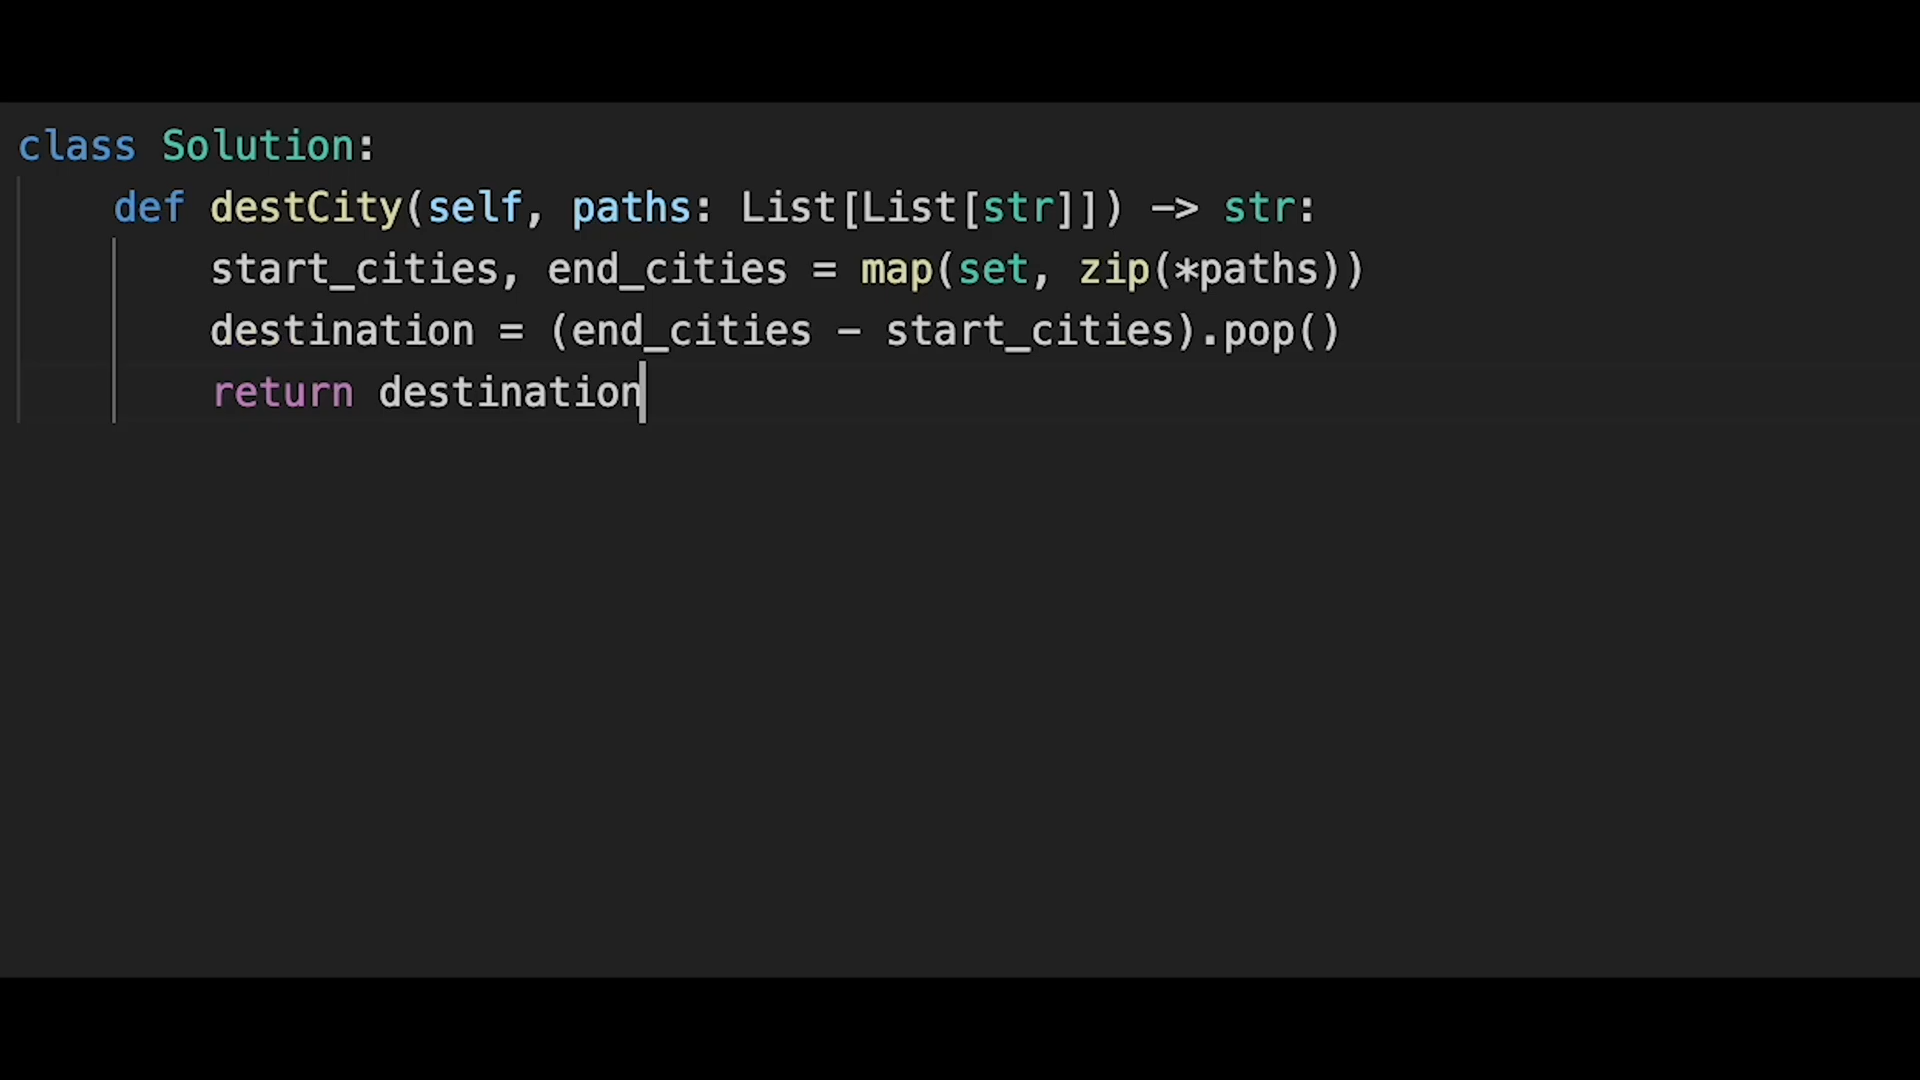 class Solution:
    def destCity(self, paths: List[List[str]]) -> str:
        start_cities, end_cities = map(set, zip(*paths))
        destination = (end_cities - start_cities).pop()
        return destination